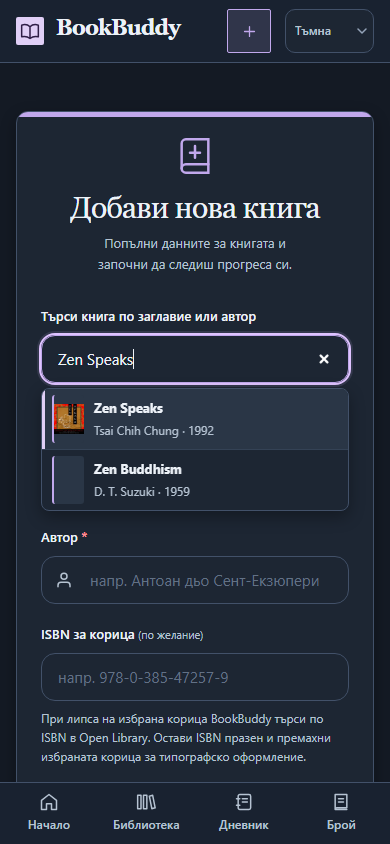 BookBuddy
Тъмна
Добави нова книга
Попълни данните за книгата и
започни да следиш прогреса си.
Търси книга по заглавие или автор
Zen Speaks
Zen Speaks
Tsai Chih Chung · 1992
Zen Buddhism
D. T. Suzuki · 1959
Автор *
напр. Антоан дьо Сент-Екзюпери
ISBN за корица (по желание)
напр. 978-0-385-47257-9
При липса на избрана корица BookBuddy търси по
ISBN в Open Library. Остави ISBN празен и премахни
избраната корица за типографско оформление.
Начало
Библиотека
Дневник
Брой